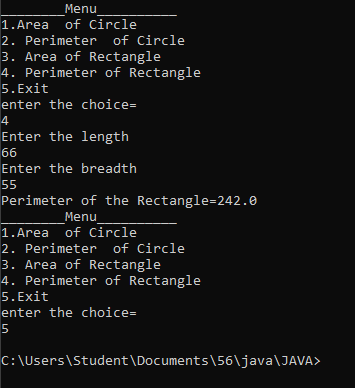 ________Menu__________
1.Area  of Circle
2. Perimeter  of Circle
3. Area of Rectangle
4. Perimeter of Rectangle
5.Exit
enter the choice=
4
Enter the length
66
Enter the breadth
55
Perimeter of the Rectangle=242.0
________Menu__________
1.Area  of Circle
2. Perimeter  of Circle
3. Area of Rectangle
4. Perimeter of Rectangle
5.Exit
enter the choice=
5
C:\Users\Student\Documents\56\java\JAVA>